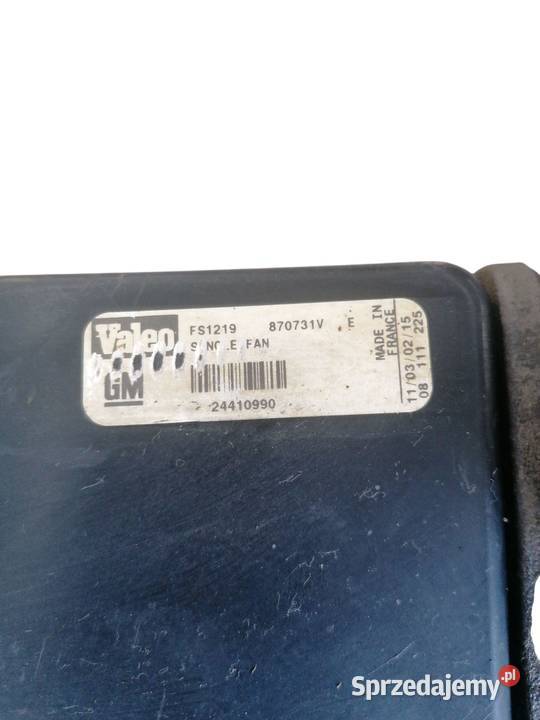 Valeo FS1219 870731V E
SINGLE FAN
GM
24410990
MADE IN
FRANCE
11/03/02/15
08 111 225
Sprzedajemy.pl